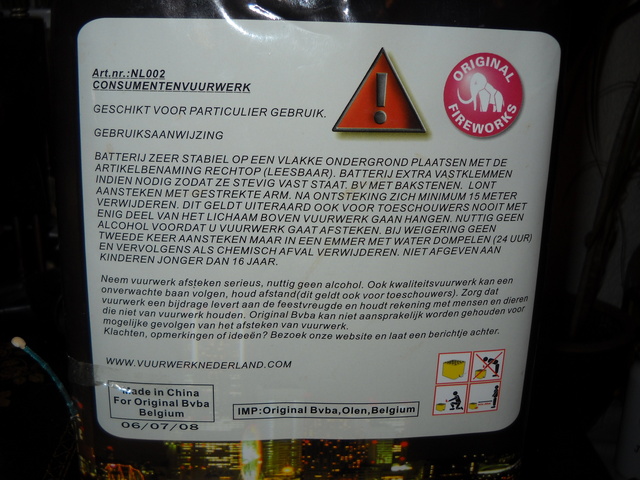 Art.nr.:NL002
CONSUMENTENVUURWERK
GESCHIKT VOOR PARTICULIER GEBRUIK.
GEBRUIKSAANWIJZING
ORIGINAL
FIREWORKS
BATTERIJ ZEER STABIEL OP EEN VLAKKE ONDERGROND PLAATSEN MET DE
ARTIKELBENAMING RECHTOP (LEESBAAR). BATTERIJ EXTRA VASTKLEMMEN
INDIEN NODIG ZODAT ZE STEVIG VAST STAAT. BV MET BAKSTENEN. LONT
AANSTEKEN MET GESTREKTE ARM. NA ONTSTEKING ZICH MINIMUM 15 METER
VERWIJDEREN. DIT GELDT UITERAARD OOK VOOR TOESCHOUWERS NOOIT MET
ENIG DEEL VAN HET LICHAAM BOVEN VUURWERK GAAN HANGEN. NUTTIG GEEN
ALCOHOL VOORDAT U VUURWERK GAAT AFSTEKEN. BIJ WEIGERING GEEN
TWEEDE KEER AANSTEKEN MAAR IN EEN EMMER MET WATER DOMPELEN (24 UUR)
EN VERVOLGENS ALS CHEMISCH AFVAL VERWIJDEREN. NIET AFGEVEN AAN
KINDEREN JONGER DAN 16 JAAR.
Neem vuurwerk afsteken serieus, nuttig geen alcohol. Ook kwaliteitsvuurwerk kan een
onverwachte baan volgen, houd afstand(dit geldt ook voor toeschouwers). Zorg dat
vuurwerk een bijdrage levert aan de feestvreugde en houdt rekening met mensen en dieren
die niet van vuurwerk houden. Original Bvba kan niet aansprakelijk worden gehouden voor
mogelijke gevolgen van het afsteken van vuurwerk.
Klachten, opmerkingen of ideeën? Bezoek onze website en laat een berichtje achter.
WWW.VUURWERKNEDERLAND.COM
Made in China
For Original Bvba
Belgium
IMP:Original Bvba,Olen,Belgium
06/07/08